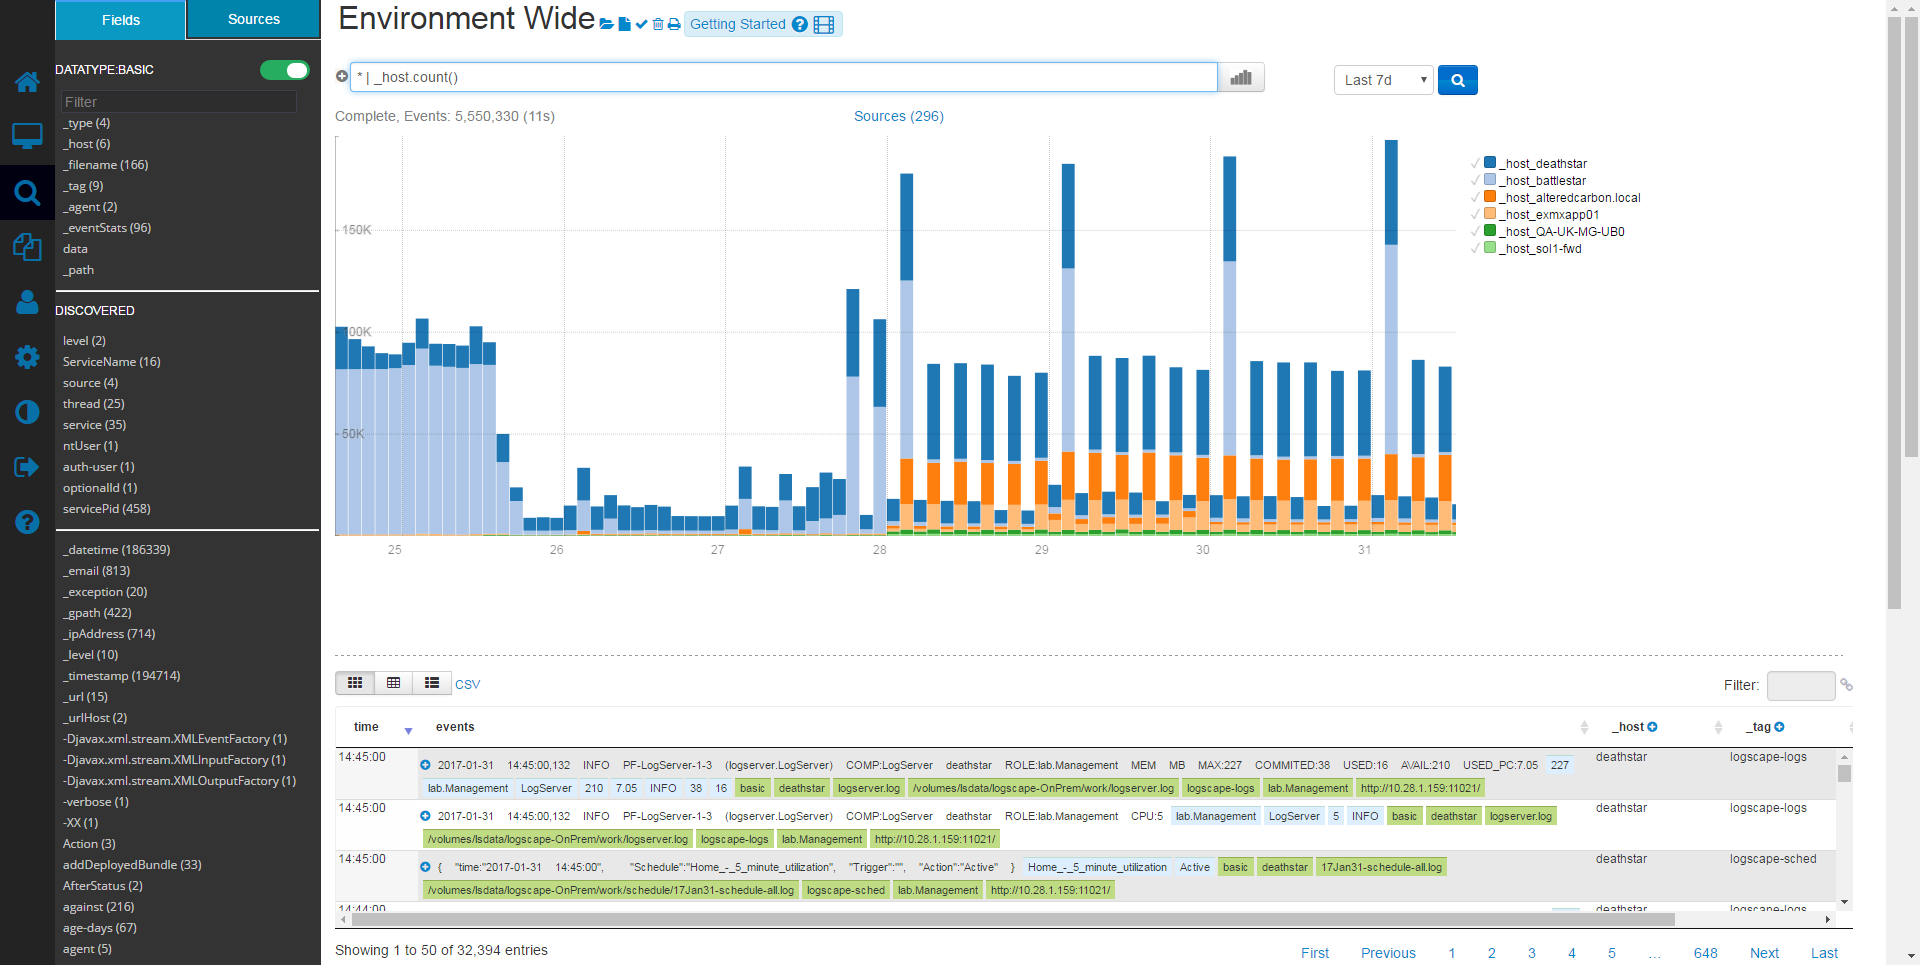 Fields
Sources
DATATYPE:BASIC
Filter
_type (4)
_host (6)
_filename (166)
_tag (9)
_agent (2)
_eventStats (96)
data
_path
DISCOVERED
level (2)
ServiceName (16)
source (4)
thread (25)
service (35)
ntUser (1)
auth-user (1)
optionalId (1)
servicePid (458)
_datetime (186339)
_email (813)
_exception (20)
_gpath (422)
_ipAddress (714)
_level (10)
_timestamp (194714)
_url (15)
_urlHost (2)
-Djavax.xml.stream.XMLEventFactory (1)
-Djavax.xml.stream.XMLInputFactory (1)
-Djavax.xml.stream.XMLOutputFactory (1)
-verbose (1)
-XX (1)
Action (3)
addDeployedBundle (33)
AfterStatus (2)
against (216)
age-days (67)
agent (5)
Environment Wide Getting Started
* | _host.count()
Last 7d
Complete, Events: 5,550,330 (11s)
Sources (296)
150K
100K
50K
25 26 27 28 29 30 31
_host_deathstar
_host_battlestar
_host_alteredcarbon.local
_host_exmxapp01
_host_QA-UK-MG-UB0
_host_sol1-fwd
CSV
Filter:
time events _host _tag
14:45:00 2017-01-31 14:45:00,132 INFO PF-LogServer-1-3 (logserver.LogServer) COMP:LogServer deathstar ROLE:lab.Management MEM MB MAX:227 COMMITED:38 USED:16 AVAIL:210 USED_PC:7.05 227 deathstar logscape-logs
lab.Management LogServer 210 7.05 INFO 38 16 basic deathstar logserver.log /volumes/lsdata/logscape-OnPrem/work/logserver.log logscape-logs lab.Management http://10.28.1.159:11021/
14:45:00 2017-01-31 14:45:00,132 INFO PF-LogServer-1-3 (logserver.LogServer) COMP:LogServer deathstar ROLE:lab.Management CPU:5 lab.Management LogServer 5 INFO basic deathstar logserver.log deathstar logscape-logs
/volumes/lsdata/logscape-OnPrem/work/logserver.log logscape-logs lab.Management http://10.28.1.159:11021/
14:45:00 { "time:"2017-01-31 14:45:00", "Schedule":"Home_-_5_minute_utilization", "Trigger":"", "Action":"Active" } Home_-_5_minute_utilization Active basic deathstar 17Jan31-schedule-all.log deathstar logscape-sched
/volumes/lsdata/logscape-OnPrem/work/schedule/17Jan31-schedule-all.log logscape-sched lab.Management http://10.28.1.159:11021/
14:44:00 deathstar logscape-logs
Showing 1 to 50 of 32,394 entries
First Previous 1 2 3 4 5 ... 648 Next Last